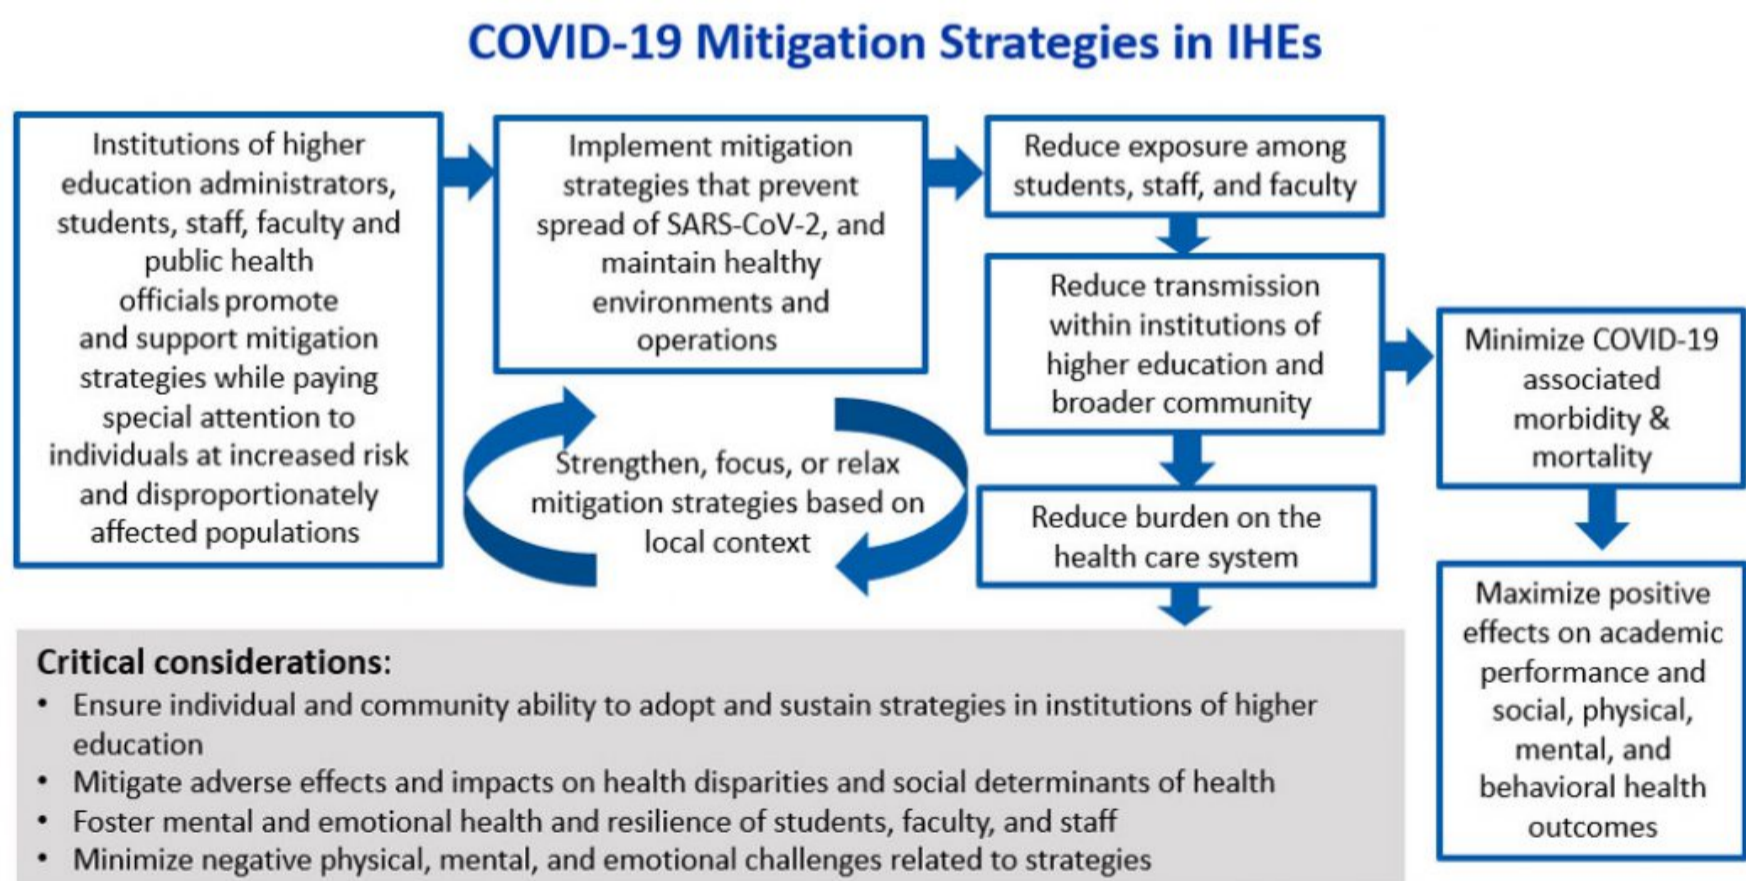 COVID-19 Mitigation Strategies in IHEs
Institutions of higher
education administrators,
students, staff, faculty and
public health
officials promote
and support mitigation
strategies while paying
special attention to
individuals at increased risk
and disproportionately
affected populations
Implement mitigation
strategies that prevent
spread of SARS-CoV-2, and
maintain healthy
environments and
operations
Strengthen, focus, or relax
mitigation strategies based on
local context
Reduce exposure among
students, staff, and faculty
Reduce transmission
within institutions of
higher education and
broader community
Reduce burden on the
health care system
Minimize COVID-19
associated
morbidity &
mortality
Maximize positive
effects on academic
performance and
social, physical,
mental, and
behavioral health
outcomes
Critical considerations:
• Ensure individual and community ability to adopt and sustain strategies in institutions of higher
education
• Mitigate adverse effects and impacts on health disparities and social determinants of health
• Foster mental and emotional health and resilience of students, faculty, and staff
• Minimize negative physical, mental, and emotional challenges related to strategies